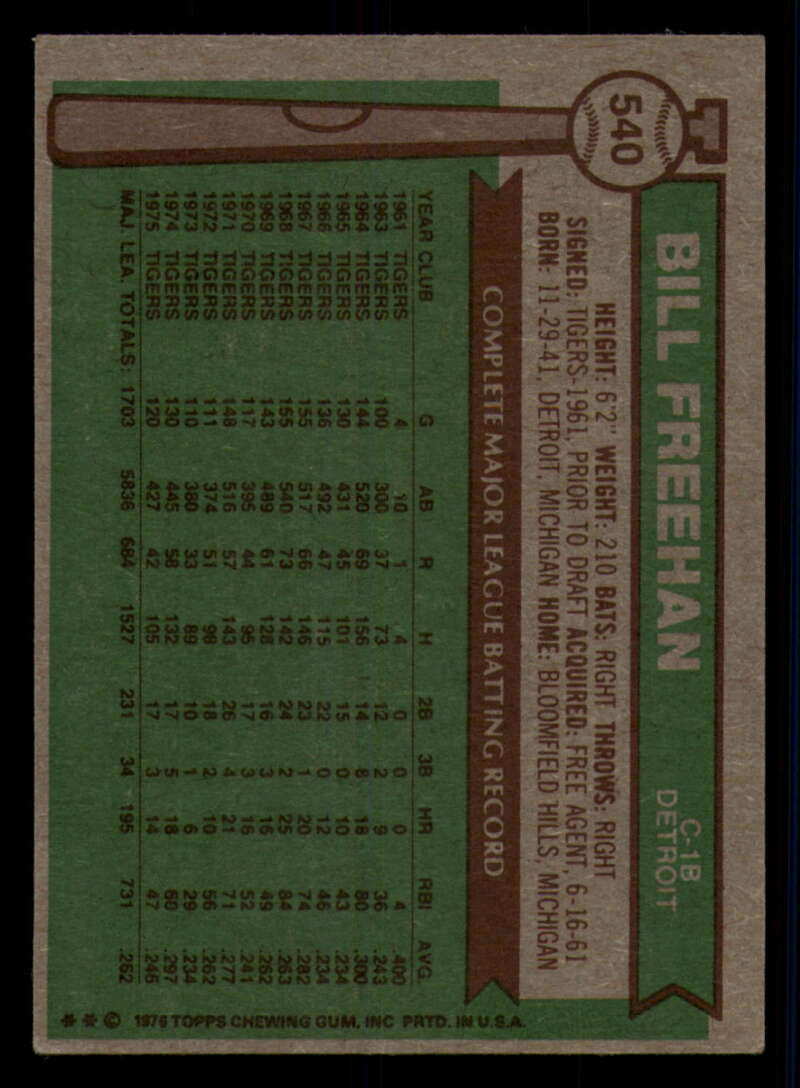 540
BILL FREEHAN
C-1B
DETROIT
HEIGHT: 6'2" WEIGHT: 210 BATS: RIGHT THROWS: RIGHT
SIGNED: TIGERS-1961, PRIOR TO DRAFT ACQUIRED: FREE AGENT, 6-16-61
BORN: 11-29-41, DETROIT, MICHIGAN HOME: BLOOMFIELD HILLS, MICHIGAN
COMPLETE MAJOR LEAGUE BATTING RECORD
YEAR CLUB G AB R H 2B 3B HR RBI AVG.
1961 TIGERS 4 10 1 4 0 0 0 4 .400
1963 TIGERS 100 300 37 73 12 2 9 36 .243
1964 TIGERS 144 520 69 156 14 8 18 80 .300
1965 TIGERS 130 431 45 101 15 0 10 43 .234
1966 TIGERS 136 492 47 115 22 0 12 46 .234
1967 TIGERS 155 517 66 146 23 1 20 74 .282
1968 TIGERS 155 540 73 142 24 2 25 84 .263
1969 TIGERS 143 489 61 128 16 3 16 49 .262
1970 TIGERS 117 395 44 95 17 3 16 52 .241
1971 TIGERS 148 516 57 143 26 4 21 71 .277
1972 TIGERS 111 374 51 98 18 2 10 56 .262
1973 TIGERS 110 380 33 89 10 1 6 29 .234
1974 TIGERS 130 445 58 132 17 5 18 60 .297
1975 TIGERS 120 427 42 105 17 3 14 47 .246
MAJ. LEA. TOTALS 1703 5836 684 1527 231 34 195 731 .262
* * © 1976 TOPPS CHEWING GUM, INC PRTD. IN U.S.A.